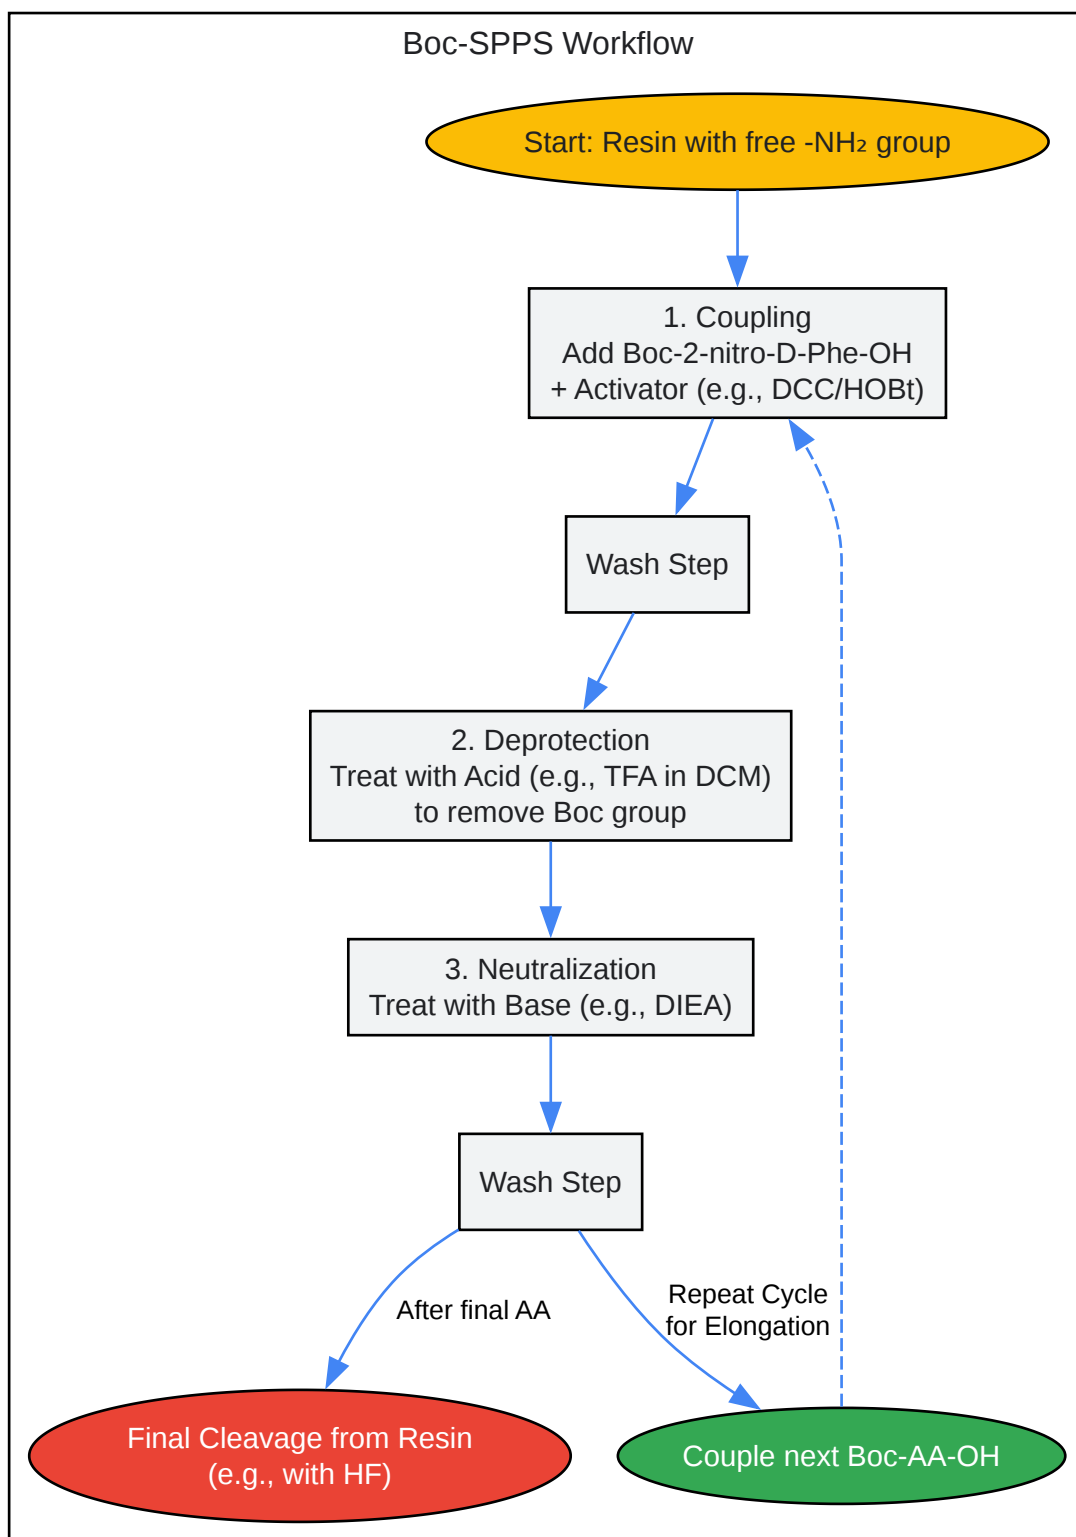 Boc-SPPS Workflow
Start: Resin with free -NH₂ group
1. Coupling
Add Boc-2-nitro-D-Phe-OH
+ Activator (e.g., DCC/HOBt)
Wash Step
2. Deprotection
Treat with Acid (e.g., TFA in DCM)
to remove Boc group
3. Neutralization
Treat with Base (e.g., DIEA)
Wash Step
After final AA
Repeat Cycle
for Elongation
Final Cleavage from Resin
(e.g., with HF)
Couple next Boc-AA-OH